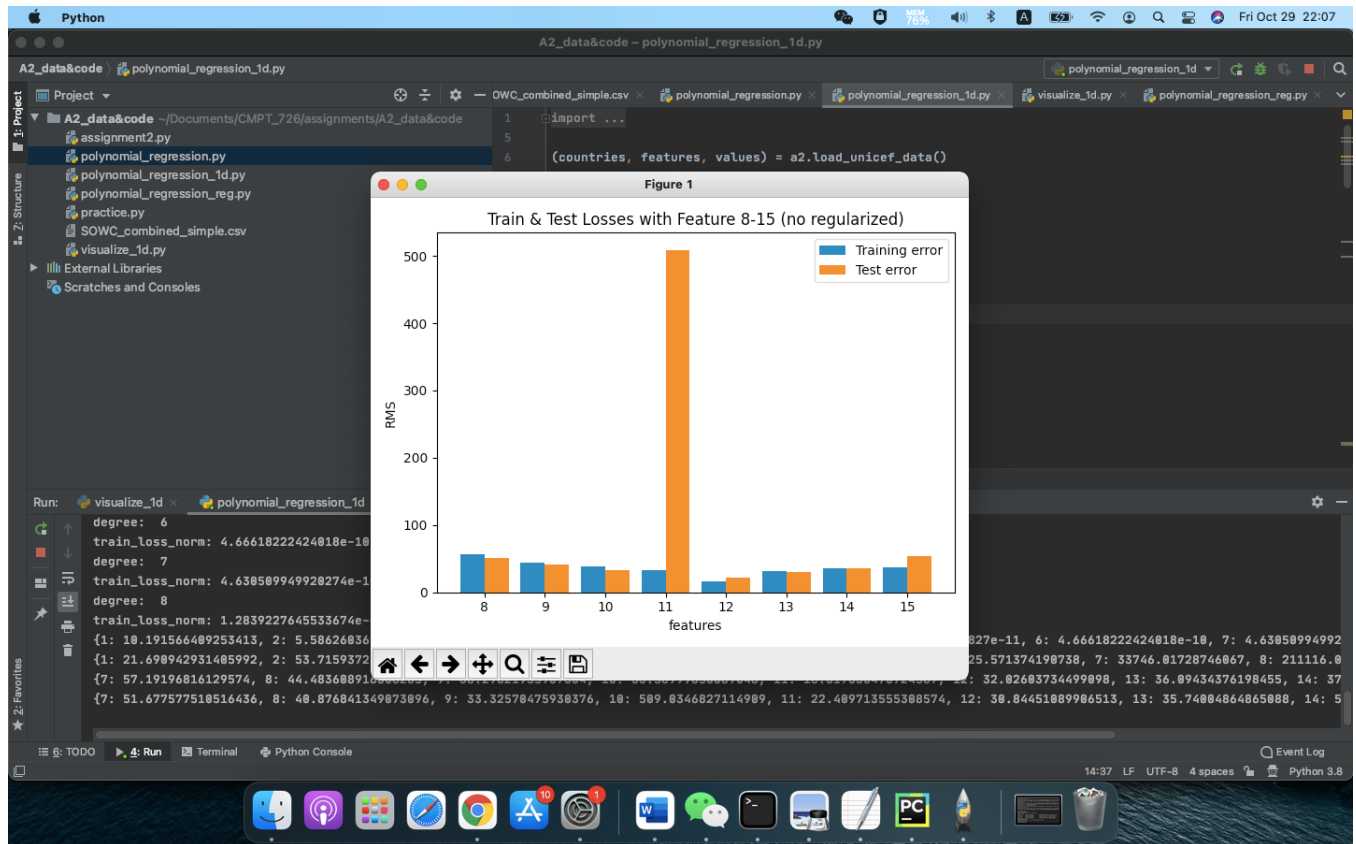 Python
MEM
76%
A
Fri Oct 29 22:07
A2_data&code – polynomial_regression_1d.py
A2_data&code
polynomial_regression_1d.py
polynomial_regression_1d
1: Project
Project
OWC_combined_simple.csv
polynomial_regression.py
polynomial_regression_1d.py
visualize_1d.py
polynomial_regression_reg.py
A2_data&code ~/Documents/CMPT_726/assignments/A2_data&code
assignment2.py
polynomial_regression.py
polynomial_regression_1d.py
polynomial_regression_reg.py
practice.py
SOWC_combined_simple.csv
visualize_1d.py
External Libraries
Scratches and Consoles
Z: Structure
1 import ...
5
6 (countries, features, values) = a2.load_unicef_data()
Figure 1
Train & Test Losses with Feature 8-15 (no regularized)
Training error
Test error
500
400
300
200
100
0
RMS
8 9 10 11 12 13 14 15
features
Run:
visualize_1d
polynomial_regression_1d
degree: 6
train_loss_norm: 4.66618222424018e-10
degree: 7
train_loss_norm: 4.630509949920274e-1
degree: 8
train_loss_norm: 1.2839227645533674e-
{1: 10.191566409253413, 2: 5.58626036
827e-11, 6: 4.66618222424018e-10, 7: 4.63050994992
{1: 21.690942931405992, 2: 53.7159372
25.571374190738, 7: 33746.01728746067, 8: 211116.0
{7: 57.19196816129574, 8: 44.48360891
12: 32.02603734499098, 13: 36.09434376198455, 14: 37
{7: 51.677577510516436, 8: 40.876841349073096, 9: 33.32570475930376, 10: 509.0346827114909, 11: 22.409713555308574, 12: 30.84451089906513, 13: 35.74004864865088, 14: 5
2: Favorites
6: TODO
4: Run
Terminal
Python Console
Event Log
14:37 LF UTF-8 4 spaces Python 3.8
10
1
W
PC